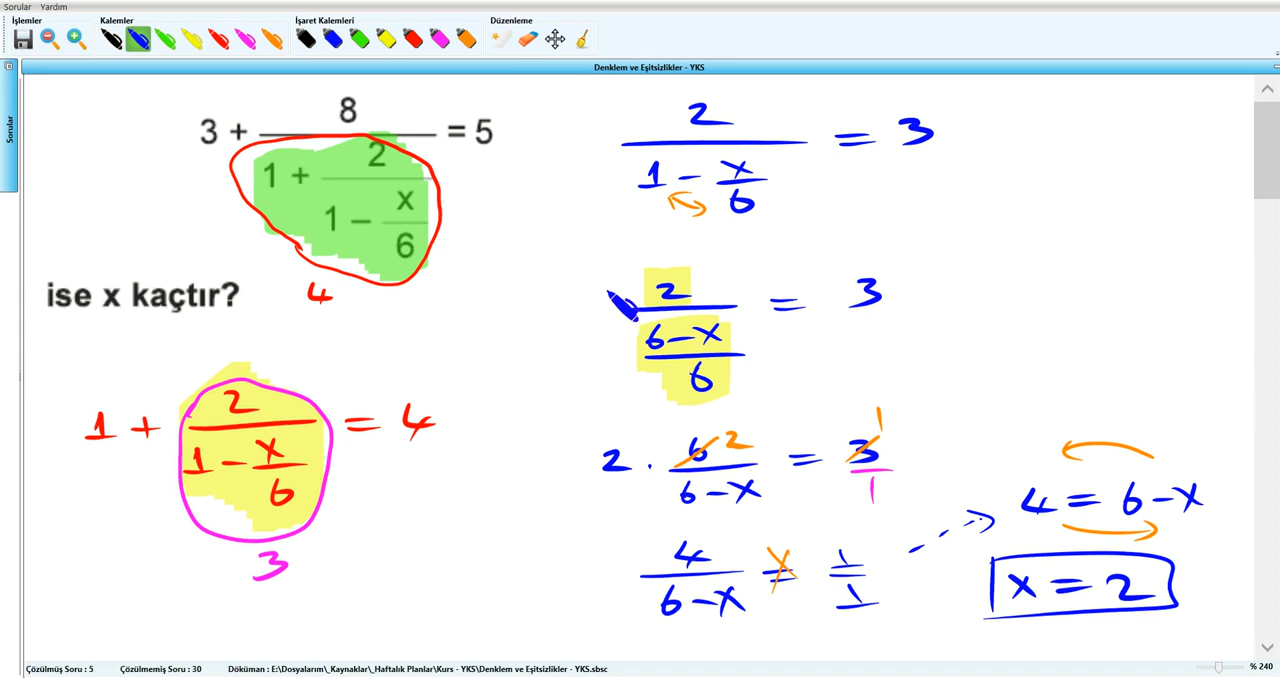 Sorular Yardım
İşlemler Kalemler İşaret Kalemleri Düzenleme
Denklem ve Eşitsizlikler - YKS
Sorular
3 + 8 / (1 + 2 / (1 − x/6)) = 5
4
ise x kaçtır?
1 + 2 / (1 − x/6) = 4
3
2 / (1 − x/6) = 3
2 / ((6−x)/6) = 3
2 · 6/(6−x) = 3/1
2 1
4/(6−x) = 1/1
4 = 6−x
x = 2
Çözülmüş Soru : 5 Çözülmemiş Soru : 30 Döküman : E:\Dosyalarım\_Kaynaklar\_Haftalık Planlar\Kurs - YKS\Denklem ve Eşitsizlikler - YKS.sbsc % 240